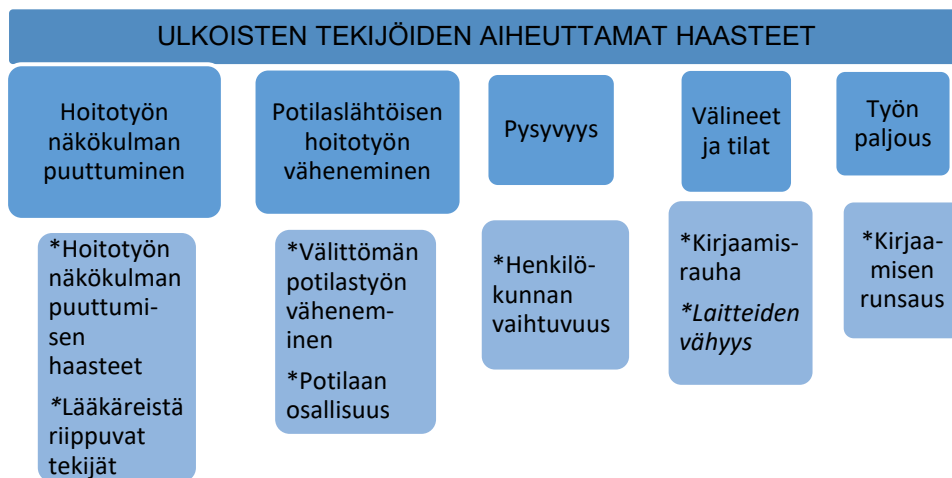 ULKOISTEN TEKIJÖIDEN AIHEUTTAMAT HAASTEET
Hoitotyön
näkökulman
puuttuminen
Potilaslähtöisen
hoitotyön
väheneminen
Pysyvyys
Välineet
ja tilat
Työn
paljous
*Hoitotyön
näkökulman
puuttumi-
sen
haasteet
*Lääkäreistä
riippuvat
tekijät
*Välittömän
potilastyön
vähenem-
minen
*Potilaan
osallisuus
*Henkilö-
kunnan
vaihtuvuus
*Kirjaamis-
rauha
*Laitteiden
vähyys
*Kirjaa-
misen
runsaus